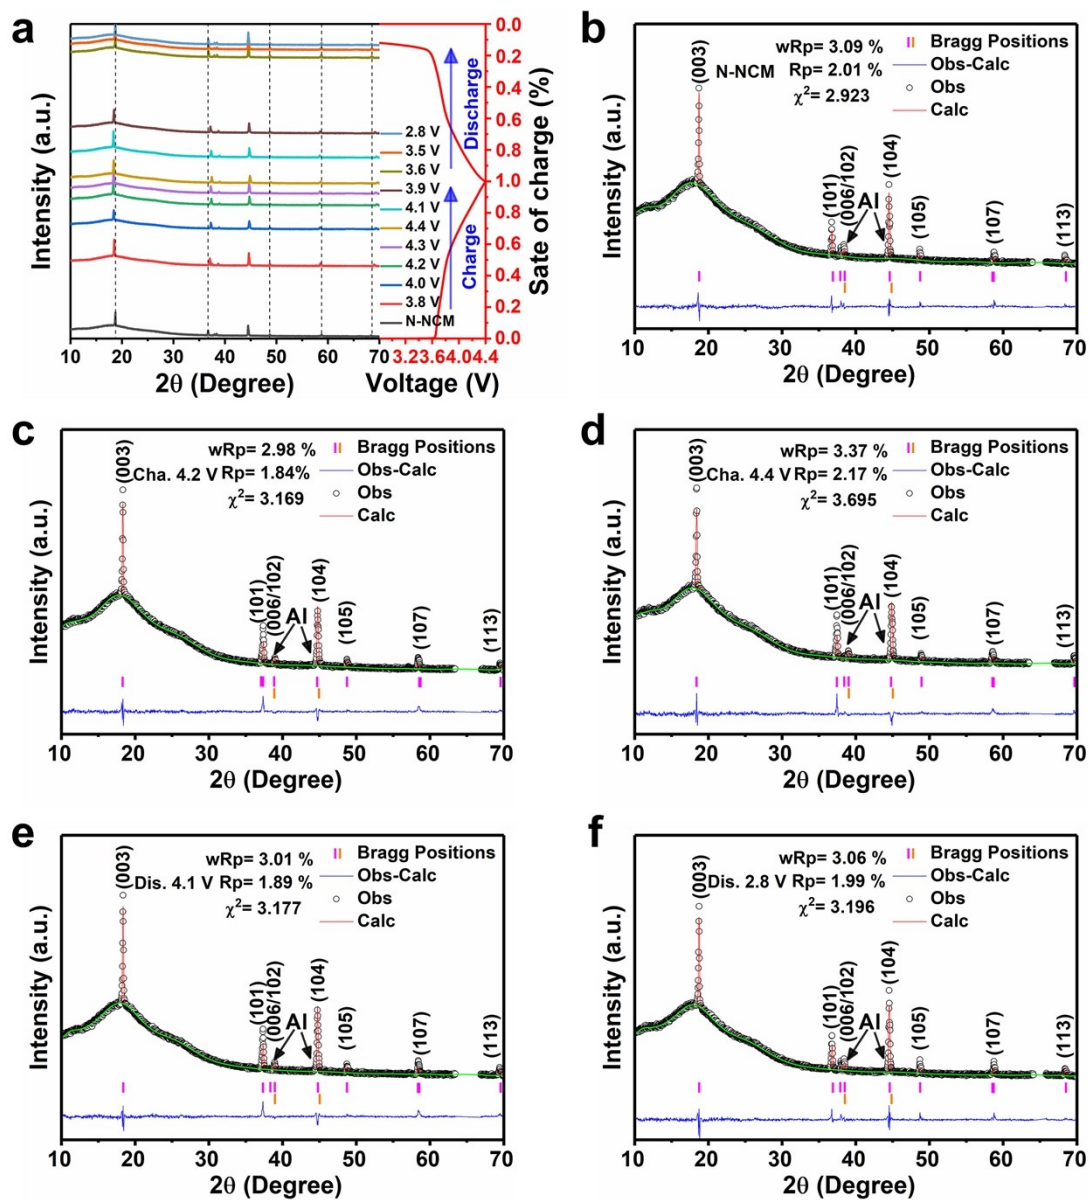 a
Intensity (a.u.)
2.8 V
3.5 V
3.6 V
3.9 V
4.1 V
4.4 V
4.3 V
4.2 V
4.0 V
3.8 V
N-NCM
Discharge
Charge
0.0
0.2
0.4
0.6
0.8
1.0
0.8
0.6
0.4
0.2
0.0
Sate of charge (%)
10 20 30 40 50 60 70
3.2 3.6 4.0 4.4
2θ (Degree)
Voltage (V)
b
Intensity (a.u.)
wRp= 3.09 %
N-NCM Rp= 2.01 %
χ²= 2.923
Bragg Positions
Obs-Calc
Obs
Calc
(003)
(101)
(006/102)
Al
(104)
(105)
(107)
(113)
10 20 30 40 50 60 70
2θ (Degree)
c
Intensity (a.u.)
wRp= 2.98 %
Cha. 4.2 V Rp= 1.84%
χ²= 3.169
Bragg Positions
Obs-Calc
Obs
Calc
(003)
(101)
(006/102)
Al
(104)
(105)
(107)
(113)
10 20 30 40 50 60 70
2θ (Degree)
d
Intensity (a.u.)
wRp= 3.37 %
Cha. 4.4 V Rp= 2.17 %
χ²= 3.695
Bragg Positions
Obs-Calc
Obs
Calc
(003)
(101)
(006/102)
Al
(104)
(105)
(107)
(113)
10 20 30 40 50 60 70
2θ (Degree)
e
Intensity (a.u.)
wRp= 3.01 %
Dis. 4.1 V Rp= 1.89 %
χ²= 3.177
Bragg Positions
Obs-Calc
Obs
Calc
(003)
(101)
(006/102)
Al
(104)
(105)
(107)
(113)
10 20 30 40 50 60 70
2θ (Degree)
f
Intensity (a.u.)
wRp= 3.06 %
Dis. 2.8 V Rp= 1.99 %
χ²= 3.196
Bragg Positions
Obs-Calc
Obs
Calc
(003)
(101)
(006/102)
Al
(104)
(105)
(107)
(113)
10 20 30 40 50 60 70
2θ (Degree)